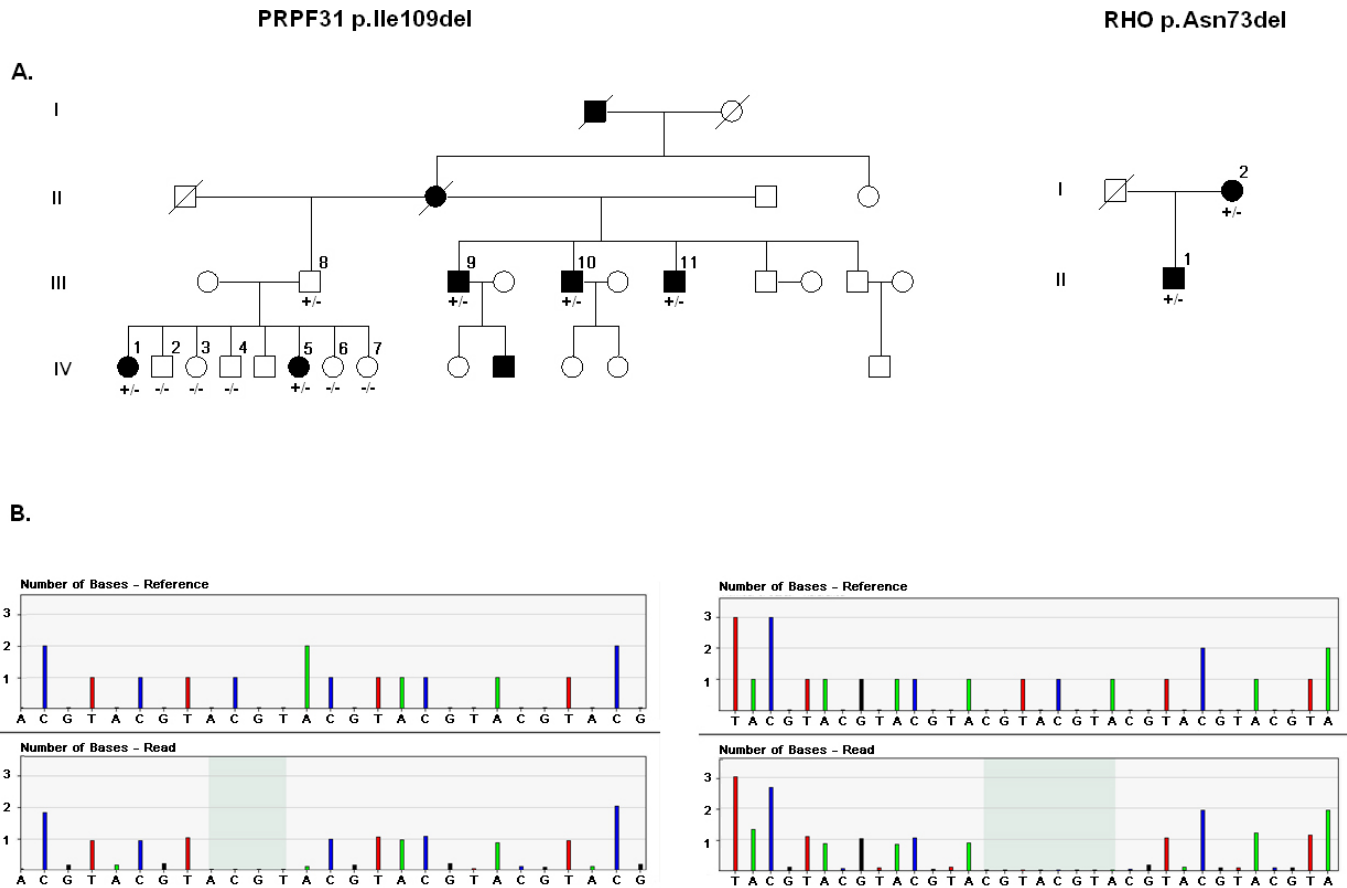 PRPF31 p.Ile109del
RHO p.Asn73del
A.
I
II
2
I
+/-
8
9
10
11
1
III
II
+/-
+/-
+/-
+/-
+/-
1
2
3
4
5
6
7
IV
+/-
-/-
-/-
-/-
+/-
-/-
-/-
B.
Number of Bases - Reference
3
2
1
A C G T A C G T A C G T A C G T A C G T A C G T A C G
Number of Bases - Read
3
2
1
A C G T A C G T A C G T A C G T A C G T A C G T A C G
Number of Bases - Reference
3
2
1
T A C G T A C G T A C G T A C G T A C G T A C G T A C G T A C G T A
Number of Bases - Read
3
2
1
T A C G T A C G T A C G T A C G T A C G T A C G T A C G T A C G T A